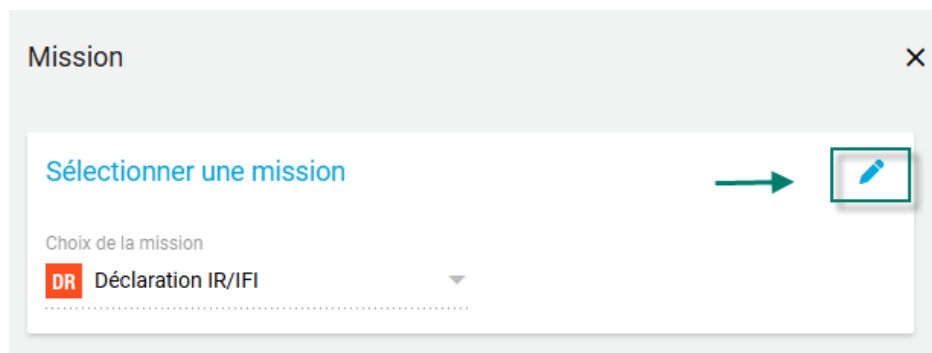 Mission
Sélectionner une mission
Choix de la mission
DR Déclaration IR/IFI